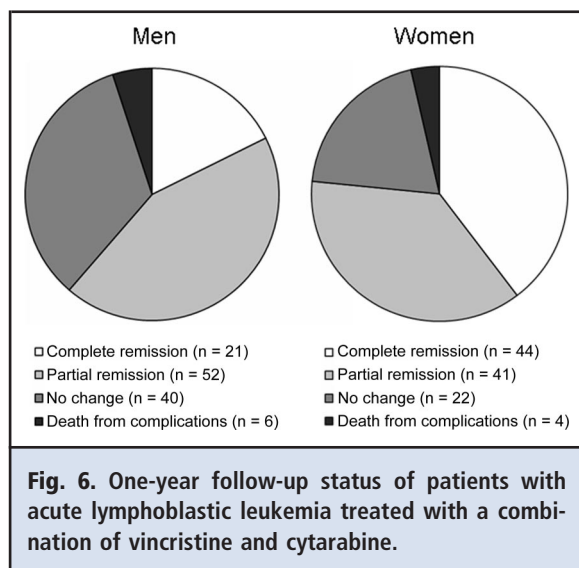 Men
Women
Complete remission (n = 21)
Partial remission (n = 52)
No change (n = 40)
Death from complications (n = 6)
Complete remission (n = 44)
Partial remission (n = 41)
No change (n = 22)
Death from complications (n = 4)
Fig. 6. One-year follow-up status of patients with
acute lymphoblastic leukemia treated with a combi-
nation of vincristine and cytarabine.